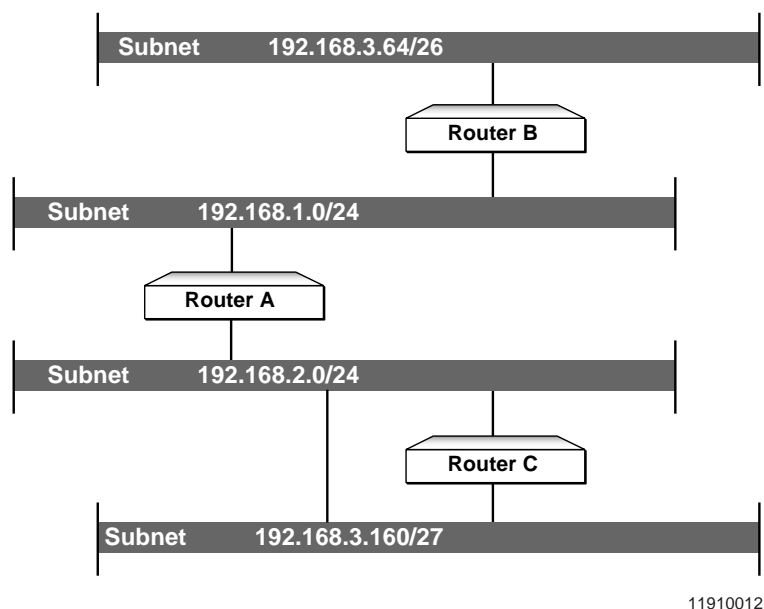 Subnet 192.168.3.64/26
Router B
Subnet 192.168.1.0/24
Router A
Subnet 192.168.2.0/24
Router C
Subnet 192.168.3.160/27
11910012